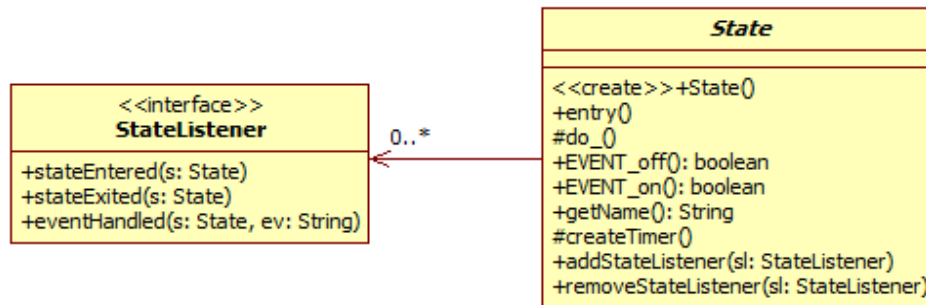 <<interface>>
StateListener
+stateEntered(s: State)
+stateExited(s: State)
+eventHandled(s: State, ev: String)
0..*
State
<<create>>+State()
+entry()
#do_()
+EVENT_off(): boolean
+EVENT_on(): boolean
+getName(): String
#createTimer()
+addStateListener(sl: StateListener)
+removeStateListener(sl: StateListener)